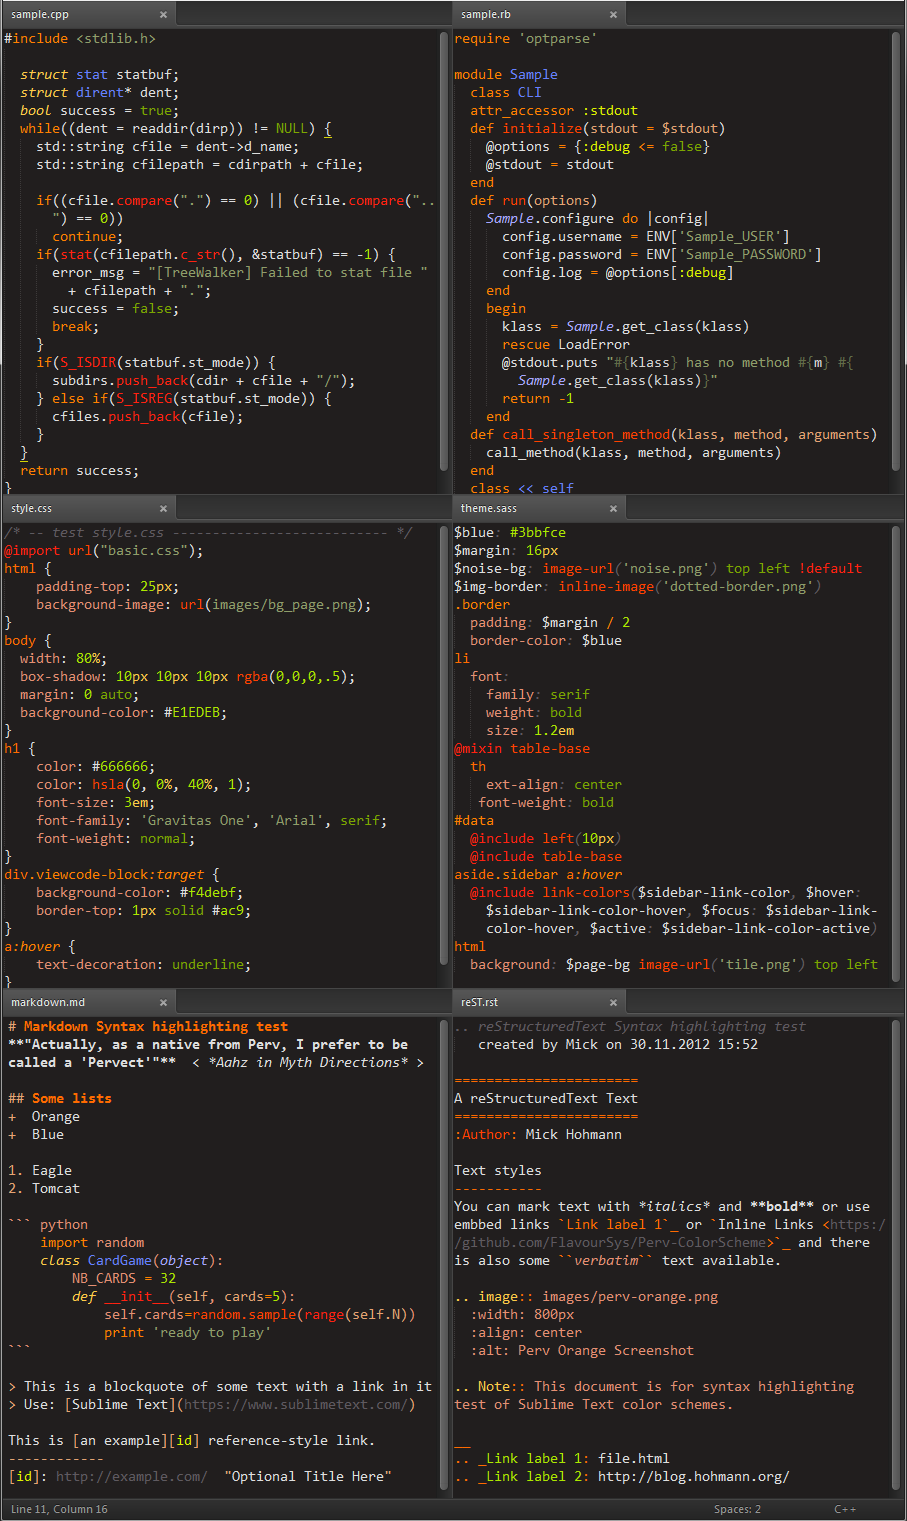 sample.cpp ×
#include <stdlib.h>
struct stat statbuf;
struct dirent* dent;
bool success = true;
while((dent = readdir(dirp)) != NULL) {
std::string cfile = dent->d_name;
std::string cfilepath = cdirpath + cfile;
if((cfile.compare(".") == 0) || (cfile.compare("..
") == 0))
continue;
if(stat(cfilepath.c_str(), &statbuf) == -1) {
error_msg = "[TreeWalker] Failed to stat file "
+ cfilepath + ".";
success = false;
break;
}
if(S_ISDIR(statbuf.st_mode)) {
subdirs.push_back(cdir + cfile + "/");
} else if(S_ISREG(statbuf.st_mode)) {
cfiles.push_back(cfile);
}
}
return success;
}
sample.rb ×
require 'optparse'
module Sample
class CLI
attr_accessor :stdout
def initialize(stdout = $stdout)
@options = {:debug <= false}
@stdout = stdout
end
def run(options)
Sample.configure do |config|
config.username = ENV['Sample_USER']
config.password = ENV['Sample_PASSWORD']
config.log = @options[:debug]
end
begin
klass = Sample.get_class(klass)
rescue LoadError
@stdout.puts "#{klass} has no method #{m} #{
Sample.get_class(klass)}"
return -1
end
def call_singleton_method(klass, method, arguments)
call_method(klass, method, arguments)
end
class << self
style.css ×
/* -- test style.css --------------------------- */
@import url("basic.css");
html {
padding-top: 25px;
background-image: url(images/bg_page.png);
}
body {
width: 80%;
box-shadow: 10px 10px 10px rgba(0,0,0,.5);
margin: 0 auto;
background-color: #E1EDEB;
}
h1 {
color: #666666;
color: hsla(0, 0%, 40%, 1);
font-size: 3em;
font-family: 'Gravitas One', 'Arial', serif;
font-weight: normal;
}
div.viewcode-block:target {
background-color: #f4debf;
border-top: 1px solid #ac9;
}
a:hover {
text-decoration: underline;
}
theme.sass ×
$blue: #3bbfce
$margin: 16px
$noise-bg: image-url('noise.png') top left !default
$img-border: inline-image('dotted-border.png')
.border
padding: $margin / 2
border-color: $blue
li
font:
family: serif
weight: bold
size: 1.2em
@mixin table-base
th
ext-align: center
font-weight: bold
#data
@include left(10px)
@include table-base
aside.sidebar a:hover
@include link-colors($sidebar-link-color, $hover:
$sidebar-link-color-hover, $focus: $sidebar-link-
color-hover, $active: $sidebar-link-color-active)
html
background: $page-bg image-url('tile.png') top left
markdown.md ×
# Markdown Syntax highlighting test
**"Actually, as a native from Perv, I prefer to be
called a 'Pervect'"** < *Aahz in Myth Directions* >
## Some lists
+ Orange
+ Blue
1. Eagle
2. Tomcat
``` python
import random
class CardGame(object):
NB_CARDS = 32
def __init__(self, cards=5):
self.cards=random.sample(range(self.N))
print 'ready to play'
```
> This is a blockquote of some text with a link in it
> Use: [Sublime Text](https://www.sublimetext.com/)
This is [an example][id] reference-style link.
------------
[id]: http://example.com/ "Optional Title Here"
reST.rst ×
.. reStructuredText Syntax highlighting test
created by Mick on 30.11.2012 15:52
=======================
A reStructuredText Text
=======================
:Author: Mick Hohmann
Text styles
-----------
You can mark text with *italics* and **bold** or use
embbed links `Link label 1`_ or `Inline Links <https:/
/github.com/FlavourSys/Perv-ColorScheme>`_ and there
is also some ``verbatim`` text available.
.. image:: images/perv-orange.png
:width: 800px
:align: center
:alt: Perv Orange Screenshot
.. Note:: This document is for syntax highlighting
test of Sublime Text color schemes.
__
.. _Link label 1: file.html
.. _Link label 2: http://blog.hohmann.org/
Line 11, Column 16 Spaces: 2 C++